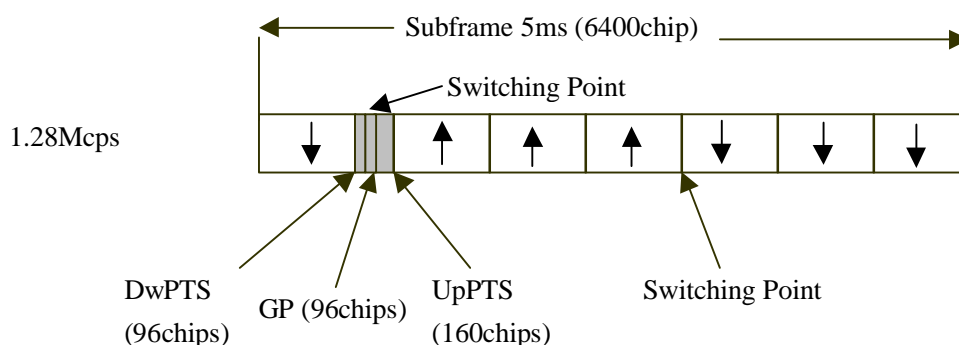 Subframe 5ms (6400chip)
Switching Point
1.28Mcps
DwPTS
(96chips)
GP (96chips)
UpPTS
(160chips)
Switching Point